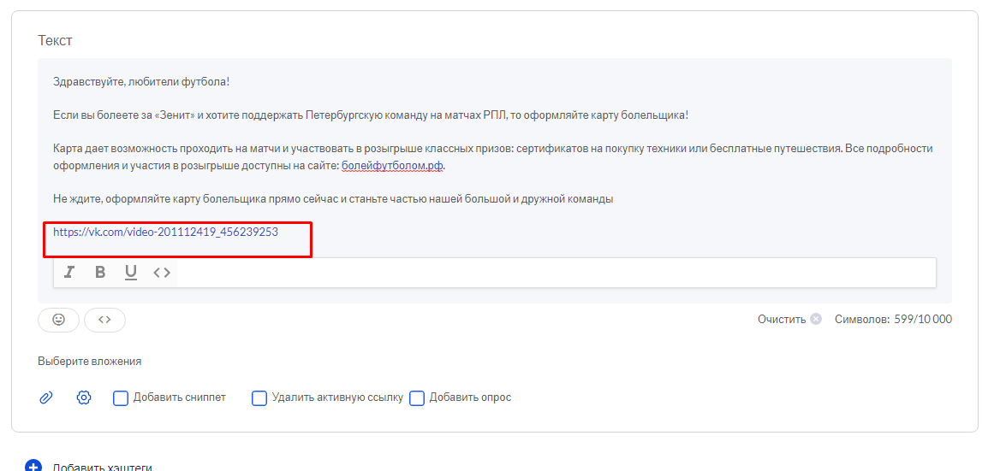 Текст
Здравствуйте, любители футбола!
Если вы болеете за «Зенит» и хотите поддержать Петербургскую команду на матчах РПЛ, то оформляйте карту болельщика!
Карта дает возможность проходить на матчи и участвовать в розыгрыше классных призов: сертификатов на покупку техники или бесплатные путешествия. Все подробности
оформления и участия в розыгрыше доступны на сайте: болейфутболом.рф.
Не ждите, оформляйте карту болельщика прямо сейчас и станьте частью нашей большой и дружной команды
https://vk.com/video-201112419_456239253
I B U <>
<> Очистить Символов: 599/10 000
Выберите вложения
Добавить сниппет Удалить активную ссылку Добавить опрос
Добавить хэштеги